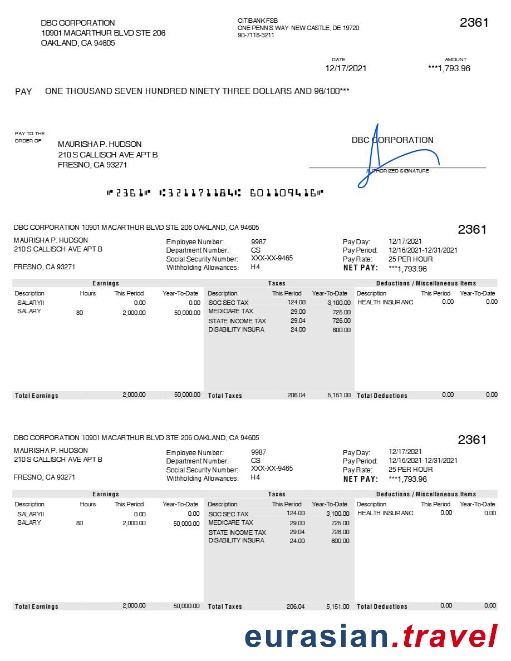 DBC CORPORATION
10901 MACARTHUR BLVD STE 206
OAKLAND, CA 94605
CITIBANK FSB
ONE PENN'S WAY NEW CASTLE, DE 19720
90-7118-3211
2361
DATE
12/17/2021
AMOUNT
***1,793.96
PAY ONE THOUSAND SEVEN HUNDRED NINETY THREE DOLLARS AND 96/100***
PAY TO THE
ORDER OF
MAURISHA P. HUDSON
210 S CALLISCH AVE APT B
FRESNO, CA 93271
DBC CORPORATION
AUTHORIZED SIGNATURE
⑈2361⑈ ⑆321171184⑆ 601109416⑈
DBC CORPORATION 10901 MACARTHUR BLVD STE 206 OAKLAND, CA 94605
2361
MAURISHA P. HUDSON
210 S CALLISCH AVE APT B
FRESNO, CA 93271
Employee Number: 9987
Department Number: CS
Social Security Number: XXX-XX-9465
Withholding Allowances: H4
Pay Day: 12/17/2021
Pay Period: 12/16/2021-12/31/2021
Pay Rate: 25 PER HOUR
NET PAY: ***1,793.96
Earnings Taxes Deductions / Miscellaneous Items
Description Hours This Period Year-To-Date Description This Period Year-To-Date Description This Period Year-To-Date
SALARYII 0.00 0.00 SOC SEC TAX 124.00 3,100.00 HEALTH INSURANC 0.00 0.00
SALARY 80 2,000.00 50,000.00 MEDICARE TAX 29.00 725.00
STATE INCOME TAX 29.04 726.00
DISABILITY INSURA 24.00 600.00
Total Earnings 2,000.00 50,000.00 Total Taxes 206.04 5,151.00 Total Deductions 0.00 0.00
DBC CORPORATION 10901 MACARTHUR BLVD STE 206 OAKLAND, CA 94605
2361
MAURISHA P. HUDSON
210 S CALLISCH AVE APT B
FRESNO, CA 93271
Employee Number: 9987
Department Number: CS
Social Security Number: XXX-XX-9465
Withholding Allowances: H4
Pay Day: 12/17/2021
Pay Period: 12/16/2021-12/31/2021
Pay Rate: 25 PER HOUR
NET PAY: ***1,793.96
Earnings Taxes Deductions / Miscellaneous Items
Description Hours This Period Year-To-Date Description This Period Year-To-Date Description This Period Year-To-Date
SALARYII 0.00 0.00 SOC SEC TAX 124.00 3,100.00 HEALTH INSURANC 0.00 0.00
SALARY 80 2,000.00 50,000.00 MEDICARE TAX 29.00 725.00
STATE INCOME TAX 29.04 726.00
DISABILITY INSURA 24.00 600.00
Total Earnings 2,000.00 50,000.00 Total Taxes 206.04 5,151.00 Total Deductions 0.00 0.00
eurasian.travel